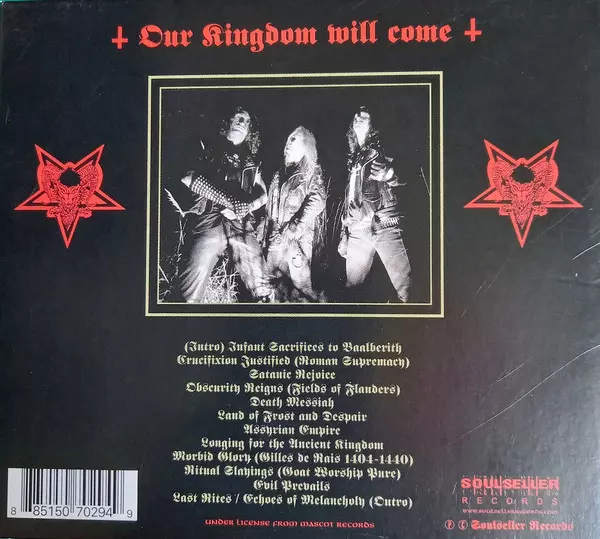 Our Kingdom will come
(Intro) Infant Sacrifices to Baalberith
Crucifixion Justified (Roman Supremacy)
Satanic Rejoice
Obscurity Reigns (Fields of Flanders)
Death Messiah
Land of Frost and Despair
Assyrian Empire
Longing for the Ancient Kingdom
Morbid Glory (Gilles de Rais 1404-1440)
Ritual Slayings (Goat Worship Pure)
Evil Prevails
Last Rites / Echoes of Melancholy (Outro)
8 85150 70294 9
UNDER LICENSE FROM MASCOT RECORDS
SOULSELLER
RECORDS
www.soulsellerrecords.com
℗ © Soulseller Records